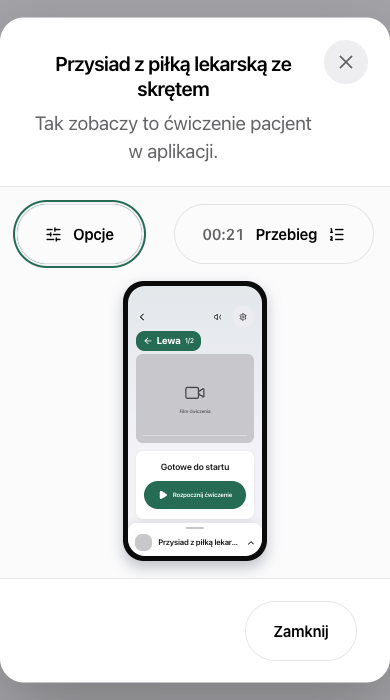 Przysiad z piłką lekarską ze
skrętem
Tak zobaczy to ćwiczenie pacjent
w aplikacji.
Opcje
00:21 Przebieg
Lewa 1/2
Film ćwiczenia
Gotowe do startu
Rozpocznij ćwiczenie
Przysiad z piłką lekar...
Zamknij